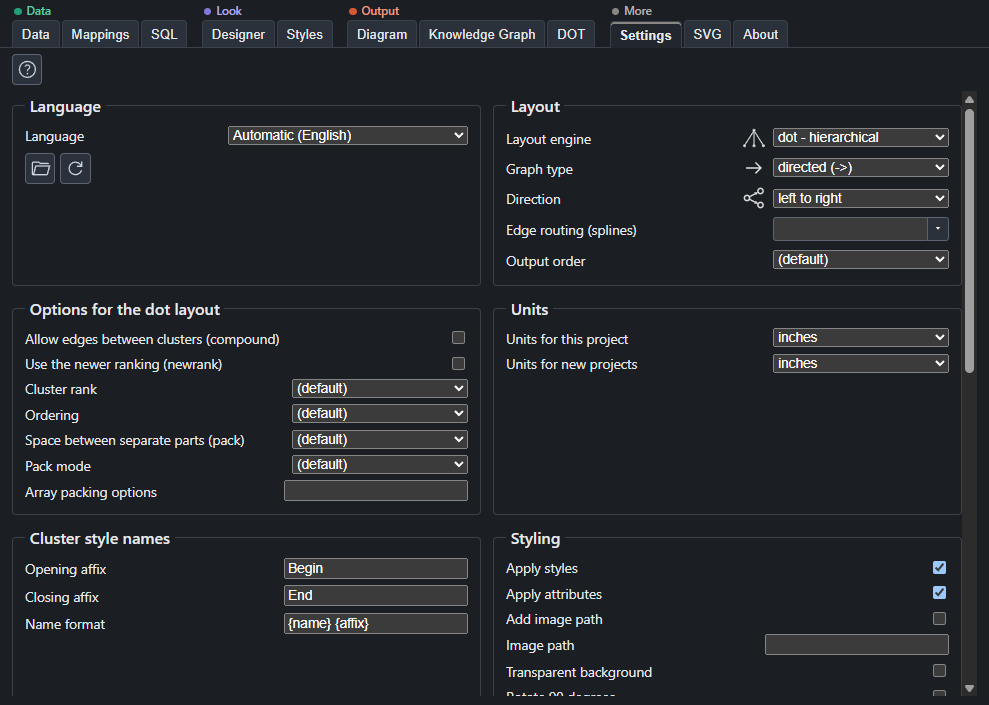 Data Look Output More
Data Mappings SQL Designer Styles Diagram Knowledge Graph DOT Settings SVG About
Language
Language Automatic (English)
Layout
Layout engine dot - hierarchical
Graph type directed (->)
Direction left to right
Edge routing (splines)
Output order (default)
Options for the dot layout
Allow edges between clusters (compound)
Use the newer ranking (newrank)
Cluster rank (default)
Ordering (default)
Space between separate parts (pack) (default)
Pack mode (default)
Array packing options
Units
Units for this project inches
Units for new projects inches
Cluster style names
Opening affix Begin
Closing affix End
Name format {name} {affix}
Styling
Apply styles
Apply attributes
Add image path
Image path
Transparent background
Rotate 90 degrees